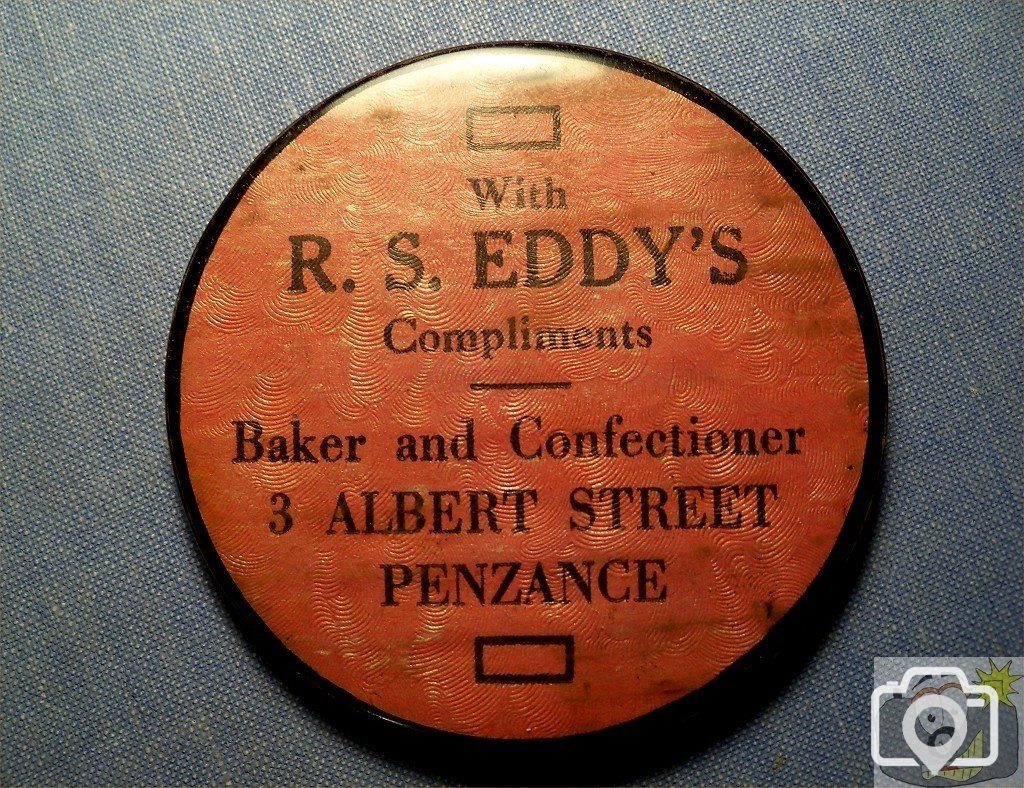 With
R. S. EDDY'S
Compliments
Baker and Confectioner
3 ALBERT STREET
PENZANCE